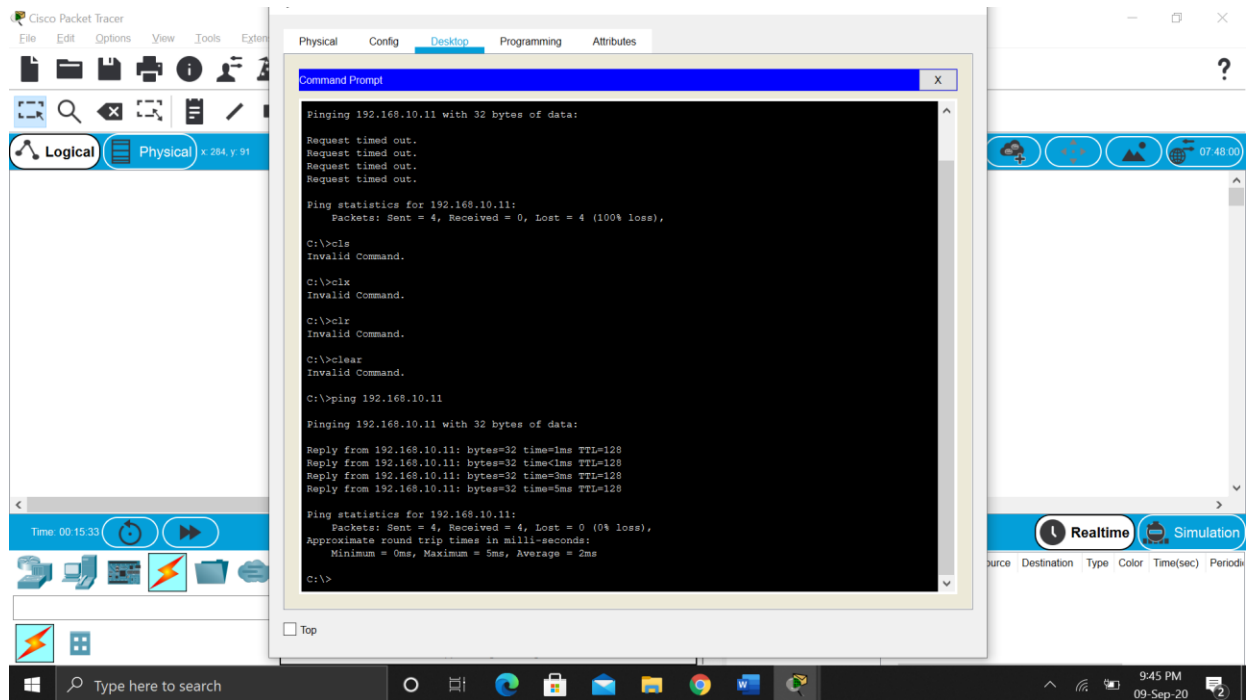 Cisco Packet Tracer
File Edit Options View Tools Exten
Physical Config Desktop Programming Attributes
Command Prompt X
?
Logical Physical x: 284, y: 91
07:48:00
Pinging 192.168.10.11 with 32 bytes of data:
Request timed out.
Request timed out.
Request timed out.
Request timed out.
Ping statistics for 192.168.10.11:
Packets: Sent = 4, Received = 0, Lost = 4 (100% loss),
C:\>cls
Invalid Command.
C:\>clx
Invalid Command.
C:\>clr
Invalid Command.
C:\>clear
Invalid Command.
C:\>ping 192.168.10.11
Pinging 192.168.10.11 with 32 bytes of data:
Reply from 192.168.10.11: bytes=32 time=1ms TTL=128
Reply from 192.168.10.11: bytes=32 time<1ms TTL=128
Reply from 192.168.10.11: bytes=32 time=3ms TTL=128
Reply from 192.168.10.11: bytes=32 time=5ms TTL=128
Ping statistics for 192.168.10.11:
Packets: Sent = 4, Received = 4, Lost = 0 (0% loss),
Approximate round trip times in milli-seconds:
Minimum = 0ms, Maximum = 5ms, Average = 2ms
C:\>
Time: 00:15:33
Realtime Simulation
ource Destination Type Color Time(sec) Periodi
Top
Type here to search
9:45 PM
09-Sep-20
2